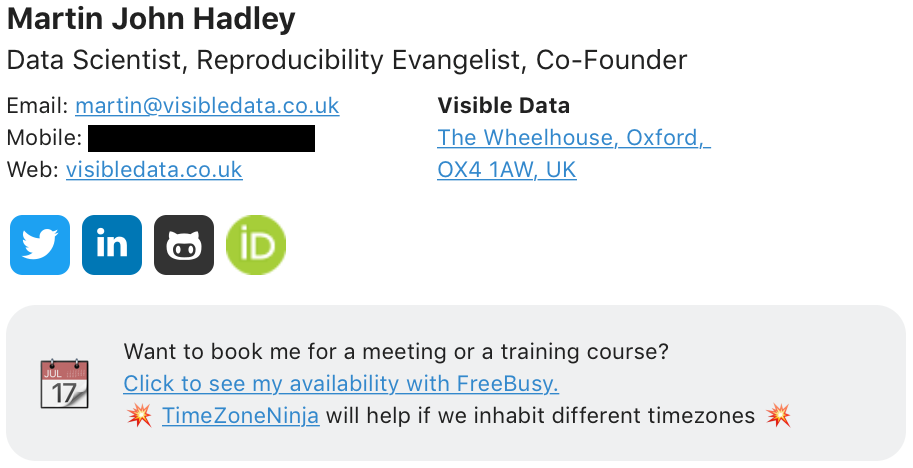 Martin John Hadley
Data Scientist, Reproducibility Evangelist, Co-Founder
Email: martin@visibledata.co.uk
Mobile:
Web: visibledata.co.uk
Visible Data
The Wheelhouse, Oxford,
OX4 1AW, UK
in
iD
JUL
17
Want to book me for a meeting or a training course?
Click to see my availability with FreeBusy.
💥 TimeZoneNinja will help if we inhabit different timezones 💥